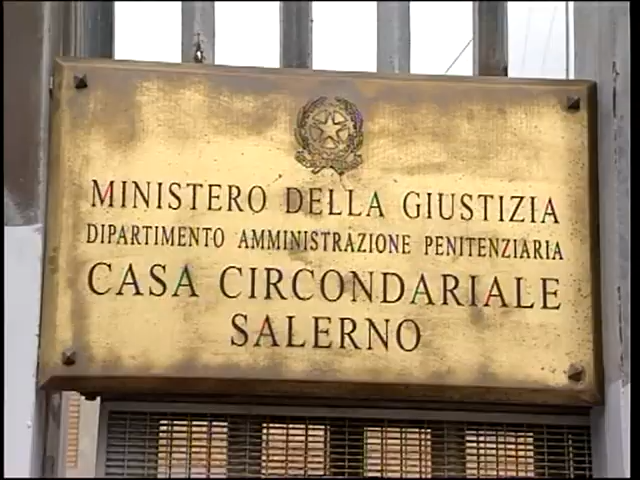 MINISTERO DELLA GIUSTIZIA
DIPARTIMENTO AMMINISTRAZIONE PENITENZIARIA
CASA CIRCONDARIALE
SALERNO